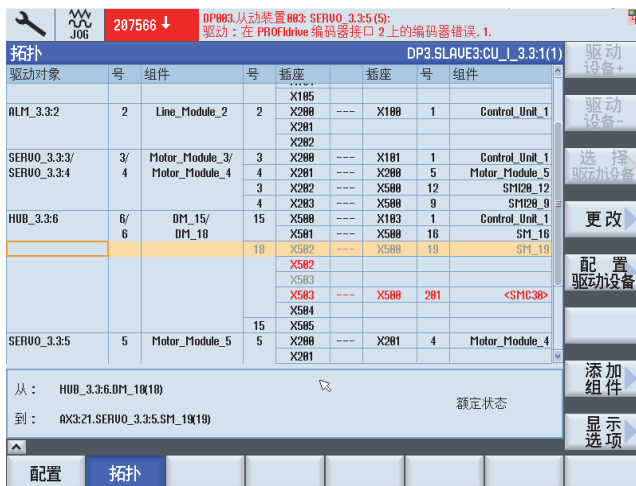 JOG
207566
DP003.从动装置003: SERVO_3.3:5 (5):
驱动：在 PROFIdrive 编码器接口 2 上的编码器错误. 1.
拓扑 DP3.SLAVE3:CU_I_3.3:1(1)
驱动对象 号 组件 号 插座 插座 号 组件
X105
ALM_3.3:2 2 Line_Module_2 2 X200 --- X100 1 Control_Unit_1
X201
X202
SERVO_3.3:3/ 3/ Motor_Module_3/ 3 X200 --- X101 1 Control_Unit_1
SERVO_3.3:4 4 Motor_Module_4 4 X201 --- X200 5 Motor_Module_5
3 X202 --- X500 12 SMI20_12
4 X203 --- X500 9 SMI20_9
HUB_3.3:6 6/ DM_15/ 15 X500 --- X103 1 Control_Unit_1
6 DM_18 X501 --- X500 16 SM_16
18 X502 --- X500 19 SM_19
X502
X503
X503 --- X500 201 <SMC30>
X504
15 X505
SERVO_3.3:5 5 Motor_Module_5 5 X200 --- X201 4 Motor_Module_4
X201
从： HUB_3.3:6.DM_18(18)
额定状态
到： AX3:Z1.SERVO_3.3:5.SM_19(19)
驱动
设备+
驱动
设备-
选择
驱动设备
更改
配置
驱动设备
添加
组件
显示
选项
配置
拓扑